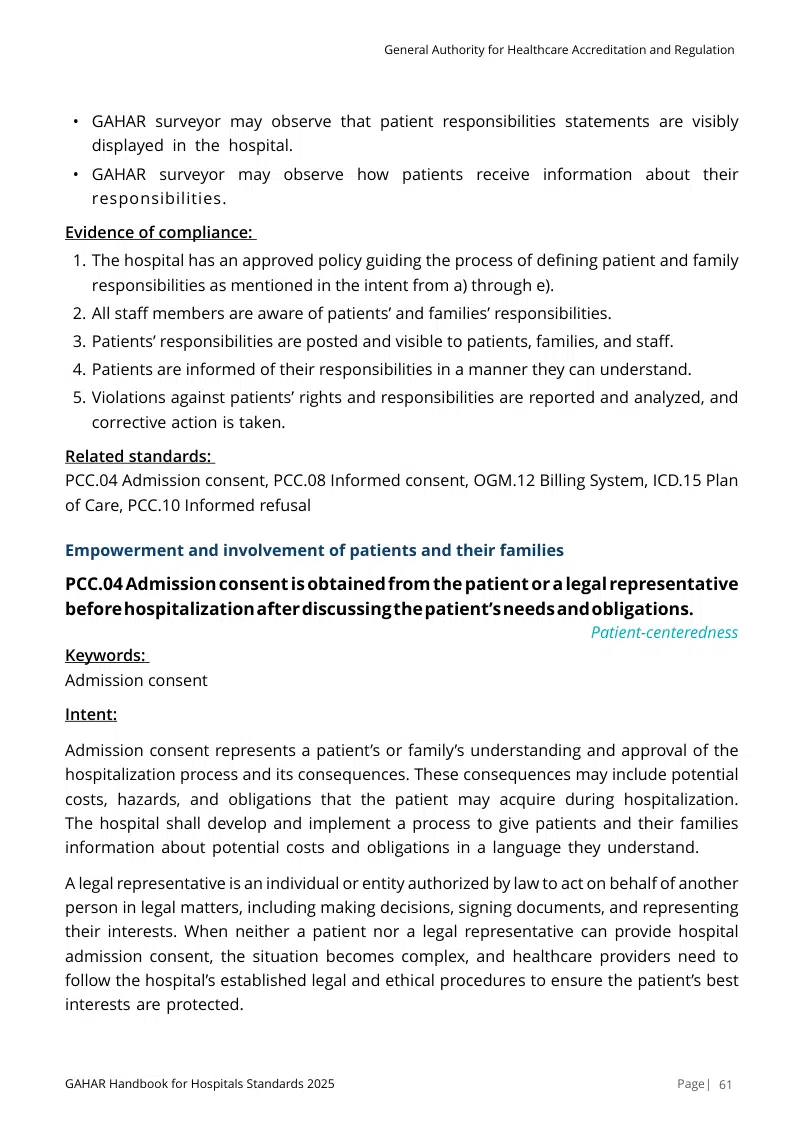 General Authority for Healthcare Accreditation and Regulation
• GAHAR surveyor may observe that patient responsibilities statements are visibly
displayed in the hospital.
• GAHAR surveyor may observe how patients receive information about their
responsibilities.
Evidence of compliance:
1. The hospital has an approved policy guiding the process of defining patient and family
responsibilities as mentioned in the intent from a) through e).
2. All staff members are aware of patients’ and families’ responsibilities.
3. Patients’ responsibilities are posted and visible to patients, families, and staff.
4. Patients are informed of their responsibilities in a manner they can understand.
5. Violations against patients’ rights and responsibilities are reported and analyzed, and
corrective action is taken.
Related standards:
PCC.04 Admission consent, PCC.08 Informed consent, OGM.12 Billing System, ICD.15 Plan
of Care, PCC.10 Informed refusal
Empowerment and involvement of patients and their families
PCC.04 Admission consent is obtained from the patient or a legal representative
before hospitalization after discussing the patient’s needs and obligations.
Patient-centeredness
Keywords:
Admission consent
Intent:
Admission consent represents a patient’s or family’s understanding and approval of the
hospitalization process and its consequences. These consequences may include potential
costs, hazards, and obligations that the patient may acquire during hospitalization.
The hospital shall develop and implement a process to give patients and their families
information about potential costs and obligations in a language they understand.
A legal representative is an individual or entity authorized by law to act on behalf of another
person in legal matters, including making decisions, signing documents, and representing
their interests. When neither a patient nor a legal representative can provide hospital
admission consent, the situation becomes complex, and healthcare providers need to
follow the hospital’s established legal and ethical procedures to ensure the patient’s best
interests are protected.
GAHAR Handbook for Hospitals Standards 2025 Page| 61